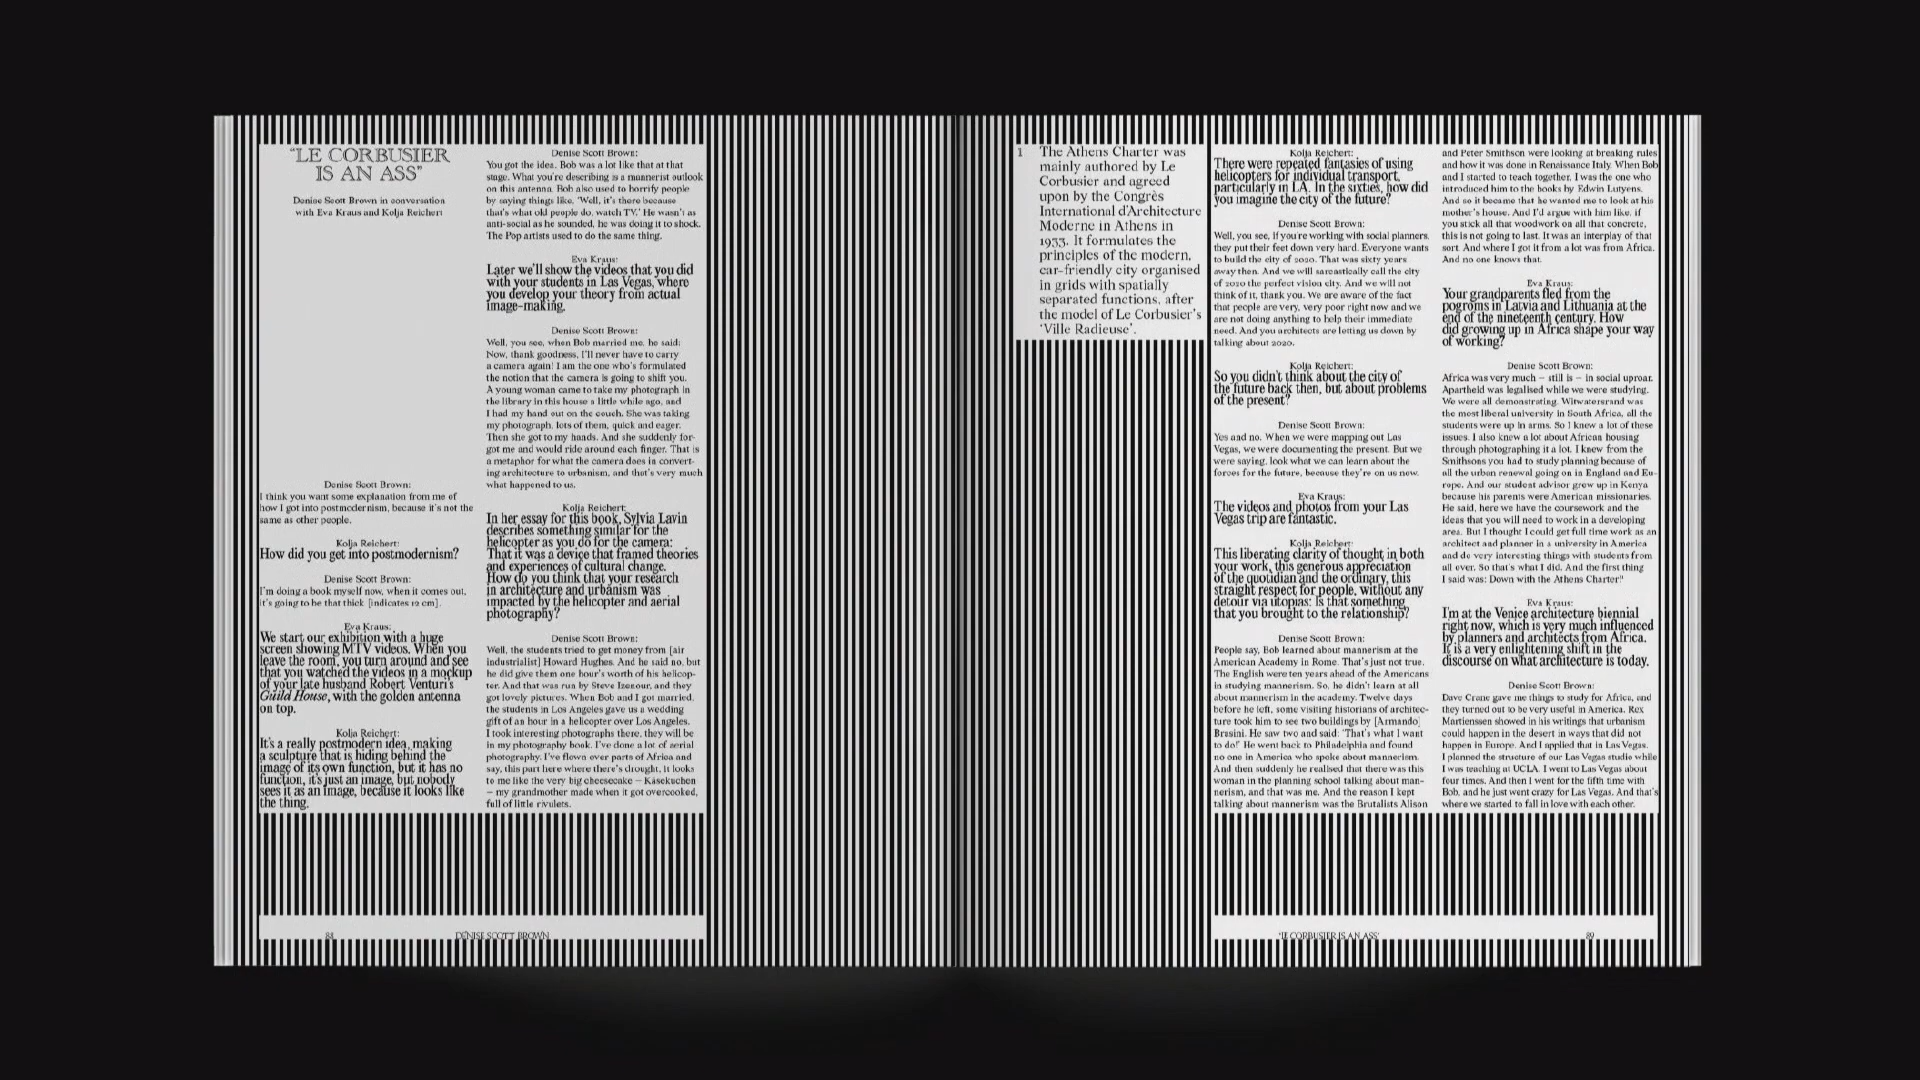 "LE CORBUSIER
IS AN ASS"
Denise Scott Brown in conversation
with Eva Kraus and Kolja Reichert
Denise Scott Brown:
I think you want some explanation from me of
how I got into postmodernism, because it's not the
same as other people.
Kolja Reichert:
How did you get into postmodernism?
Denise Scott Brown:
I'm doing a book myself now, when it comes out,
it's going to be that thick [indicates 12 cm].
Eva Kraus:
We start our exhibition with a huge
screen showing MTV videos. When you
leave the room, you turn around and see
that you watched the videos in a mockup
of your late husband Robert Venturi's
Guild House, with the golden antenna
on top.
Kolja Reichert:
It's a really postmodern idea, making
a sculpture that is hiding behind the
image of its own function, but it has no
function, it's just an image, but nobody
sees it as an image, because it looks like
the thing.
Denise Scott Brown:
You got the idea. Bob was a lot like that at that
stage. What you're describing is a mannerist outlook
on this antenna. Bob also used to horrify people
by saying things like, 'Well, it's there because
that's what old people do, watch TV.' He wasn't as
anti-social as he sounded, he was doing it to shock.
The Pop artists used to do the same thing.
Eva Kraus:
Later we'll show the videos that you did
with your students in Las Vegas, where
you develop your theory from actual
image-making.
Denise Scott Brown:
Well, you see, when Bob married me, he said:
Now, thank goodness, I'll never have to carry
a camera again! I am the one who's formulated
the notion that the camera is going to shift you.
A young woman came to take my photograph in
the library in this house a little while ago, and
I had my hand out on the couch. She was taking
my photograph, lots of them, quick and eager.
Then she got to my hands. And she suddenly for-
got me and would ride around each finger. That is
a metaphor for what the camera does in convert-
ing architecture to urbanism, and that's very much
what happened to us.
Kolja Reichert:
In her essay for this book, Sylvia Lavin
describes something similar for the
helicopter as you do for the camera:
That it was a device that framed theories
and experiences of cultural change.
How do you think that your research
in architecture and urbanism was
impacted by the helicopter and aerial
photography?
Denise Scott Brown:
Well, the students tried to get money from [air
industrialist] Howard Hughes. And he said no, but
he did give them one hour's worth of his helicop-
ter. And that was run by Steve Izenour, and they
got lovely pictures. When Bob and I got married,
the students in Los Angeles gave us a wedding
gift of an hour in a helicopter over Los Angeles.
I took interesting photographs there, they will be
in my photography book. I've done a lot of aerial
photography. I've flown over parts of Africa and
say, this part here where there's drought, it looks
to me like the very big cheesecake – Käsekuchen
– my grandmother made when it got overcooked,
full of little rivulets.
88
DENISE SCOTT BROWN
1
The Athens Charter was
mainly authored by Le
Corbusier and agreed
upon by the Congrès
International d'Architecture
Moderne in Athens in
1933. It formulates the
principles of the modern,
car-friendly city organised
in grids with spatially
separated functions, after
the model of Le Corbusier's
'Ville Radieuse'.
Kolja Reichert:
There were repeated fantasies of using
helicopters for individual transport,
particularly in LA. In the sixties, how did
you imagine the city of the future?
Denise Scott Brown:
Well, you see, if you're working with social planners,
they put their feet down very hard. Everyone wants
to build the city of 2020. That was sixty years
away then. And we will sarcastically call the city
of 2020 the perfect vision city. And we will not
think of it, thank you. We are aware of the fact
that people are very, very poor right now and we
are not doing anything to help their immediate
need. And you architects are letting us down by
talking about 2020.
Kolja Reichert:
So you didn't think about the city of
the future back then, but about problems
of the present?
Denise Scott Brown:
Yes and no. When we were mapping out Las
Vegas, we were documenting the present. But we
were saying, look what we can learn about the
forces for the future, because they're on us now.
Eva Kraus:
The videos and photos from your Las
Vegas trip are fantastic.
Kolja Reichert:
This liberating clarity of thought in both
your work, this generous appreciation
of the quotidian and the ordinary, this
straight respect for people, without any
detour via utopias: Is that something
that you brought to the relationship?
Denise Scott Brown:
People say, Bob learned about mannerism at the
American Academy in Rome. That's just not true.
The English were ten years ahead of the Americans
in studying mannerism. So, he didn't learn at all
about mannerism in the academy. Twelve days
before he left, some visiting historians of architec-
ture took him to see two buildings by [Armando]
Brasini. He saw two and said: 'That's what I want
to do!' He went back to Philadelphia and found
no one in America who spoke about mannerism.
And then suddenly he realised that there was this
woman in the planning school talking about man-
nerism, and that was me. And the reason I kept
talking about mannerism was the Brutalists Alison
and Peter Smithson were looking at breaking rules
and how it was done in Renaissance Italy. When Bob
and I started to teach together, I was the one who
introduced him to the books by Edwin Lutyens.
And so it became that he wanted me to look at his
mother's house. And I'd argue with him like, if
you stick all that woodwork on all that concrete,
this is not going to last. It was an interplay of that
sort. And where I got it from a lot was from Africa.
And no one knows that.
Eva Kraus:
Your grandparents fled from the
pogroms in Latvia and Lithuania at the
end of the nineteenth century. How
did growing up in Africa shape your way
of working?
Denise Scott Brown:
Africa was very much – still is – in social uproar.
Apartheid was legalised while we were studying.
We were all demonstrating. Witwatersrand was
the most liberal university in South Africa, all the
students were up in arms. So I knew a lot of these
issues. I also knew a lot about African housing
through photographing it a lot. I knew from the
Smithsons you had to study planning because of
all the urban renewal going on in England and Eu-
rope. And our student advisor grew up in Kenya
because his parents were American missionaries.
He said, here we have the coursework and the
ideas that you will need to work in a developing
area. But I thought I could get full time work as an
architect and planner in a university in America
and do very interesting things with students from
all over. So that's what I did. And the first thing
I said was: Down with the Athens Charter!¹
Eva Kraus:
I'm at the Venice architecture biennial
right now, which is very much influenced
by planners and architects from Africa.
It is a very enlightening shift in the
discourse on what architecture is today.
Denise Scott Brown:
Dave Crane gave me things to study for Africa, and
they turned out to be very useful in America. Rex
Martienssen showed in his writings that urbanism
could happen in the desert in ways that did not
happen in Europe. And I applied that in Las Vegas.
I planned the structure of our Las Vegas studio while
I was teaching at UCLA. I went to Las Vegas about
four times. And then I went for the fifth time with
Bob, and he just went crazy for Las Vegas. And that's
where we started to fall in love with each other.
'LE CORBUSIER IS AN ASS'
89